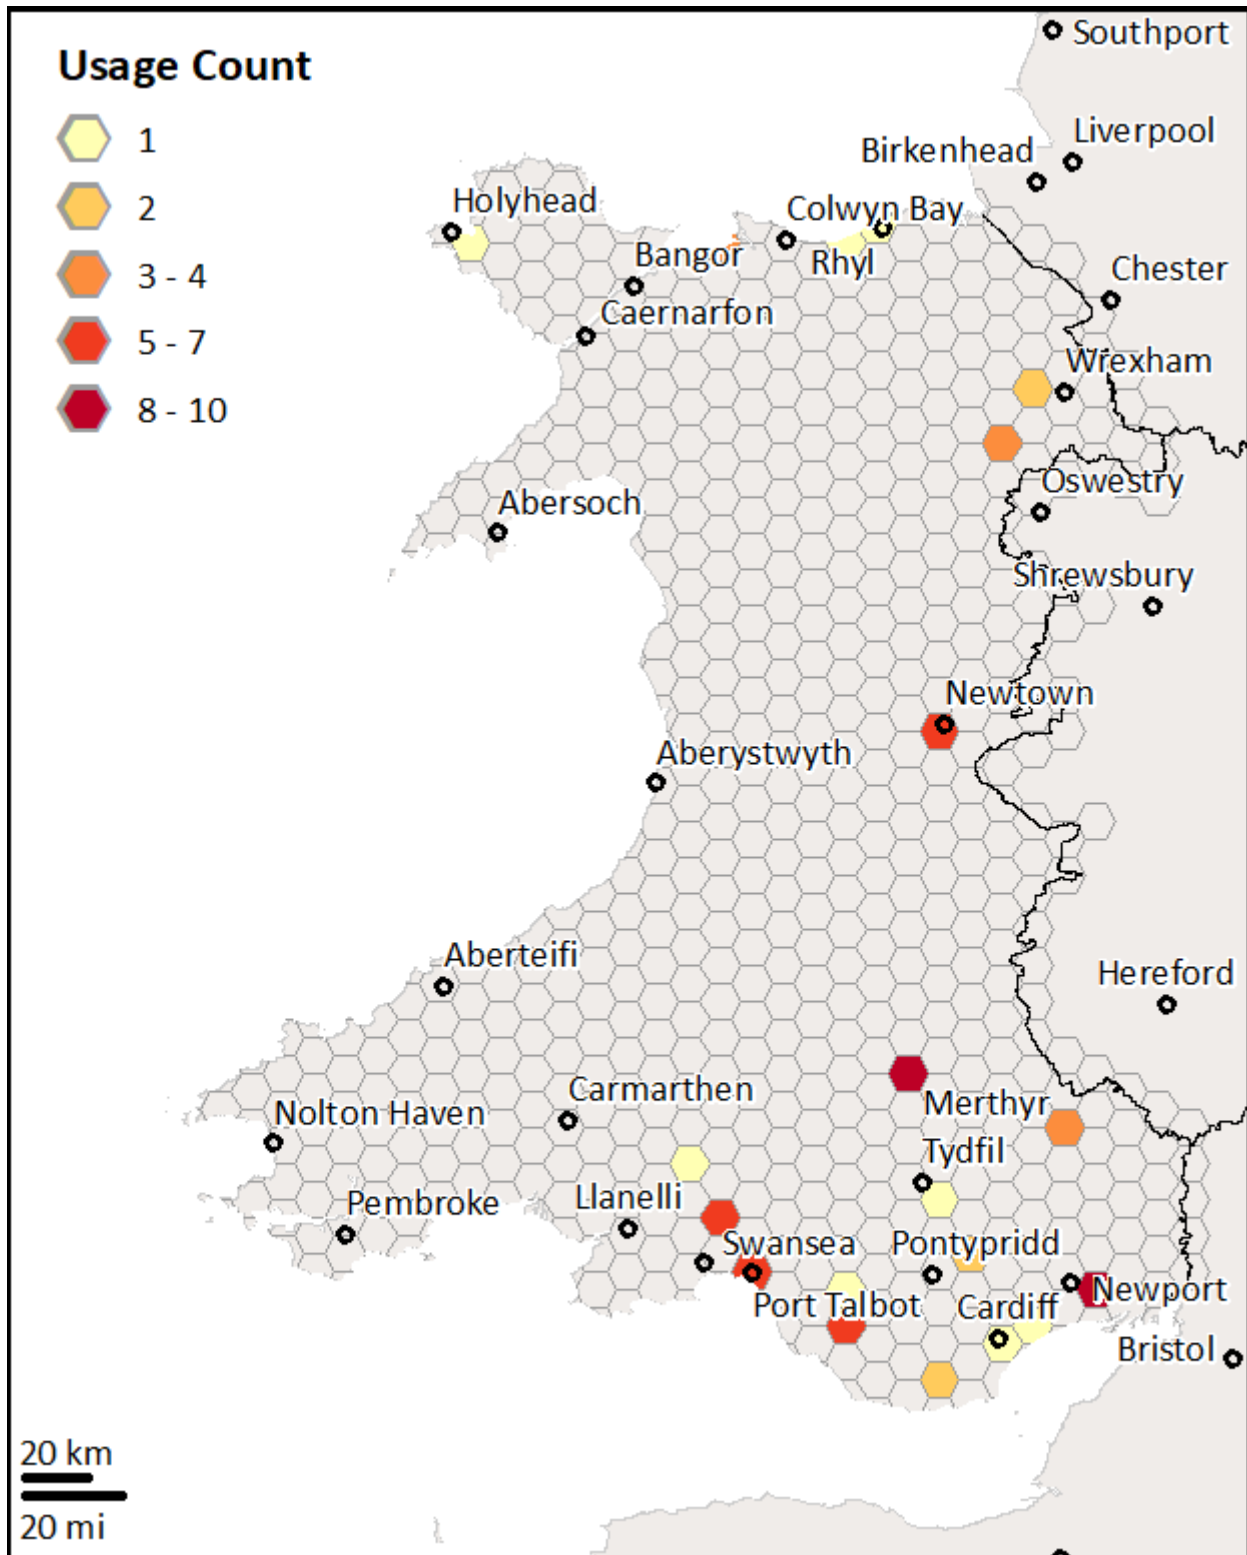 Usage Count
1
2
3 - 4
5 - 7
8 - 10
Southport
Liverpool
Birkenhead
Holyhead
Colwyn Bay
Bangor
Rhyl
Chester
Caernarfon
Wrexham
Oswestry
Abersoch
Shrewsbury
Newtown
Aberystwyth
Aberteifi
Hereford
Carmarthen
Merthyr
Tydfil
Nolton Haven
Pembroke
Llanelli
Swansea
Pontypridd
Port Talbot
Cardiff
Newport
Bristol
20 km
20 mi